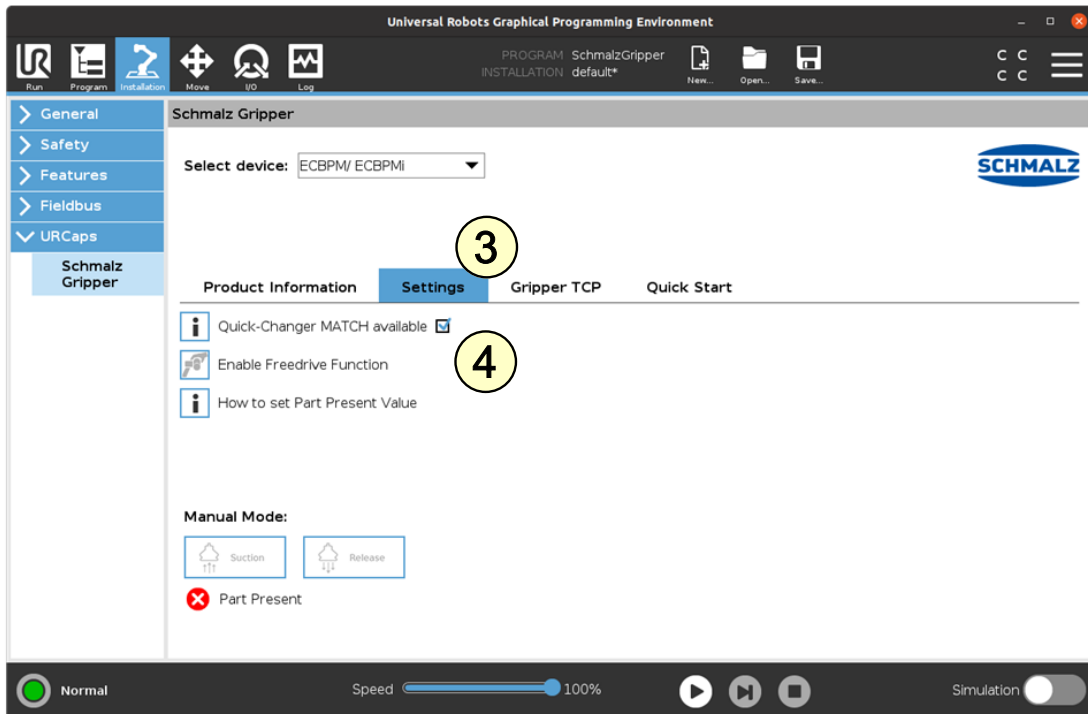 Universal Robots Graphical Programming Environment
UR
Run
Program
Installation
Move
I/O
Log
PROGRAM SchmalzGripper
INSTALLATION default*
New...
Open...
Save...
C C
C C
General
Safety
Features
Fieldbus
URCaps
Schmalz
Gripper
Schmalz Gripper
Select device: ECBPM/ ECBPMi
SCHMALZ
3
Product Information Settings Gripper TCP Quick Start
i Quick-Changer MATCH available
Enable Freedrive Function
4
i How to set Part Present Value
Manual Mode:
Suction Release
Part Present
Normal Speed 100% Simulation